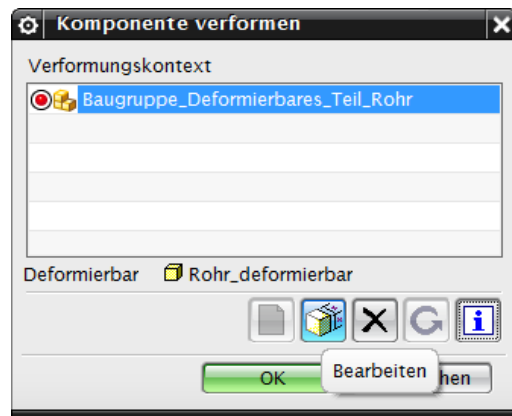 Komponente verformen
Verformungskontext
Baugruppe_Deformierbares_Teil_Rohr
Deformierbar Rohr_deformierbar
OK
Bearbeiten
hen